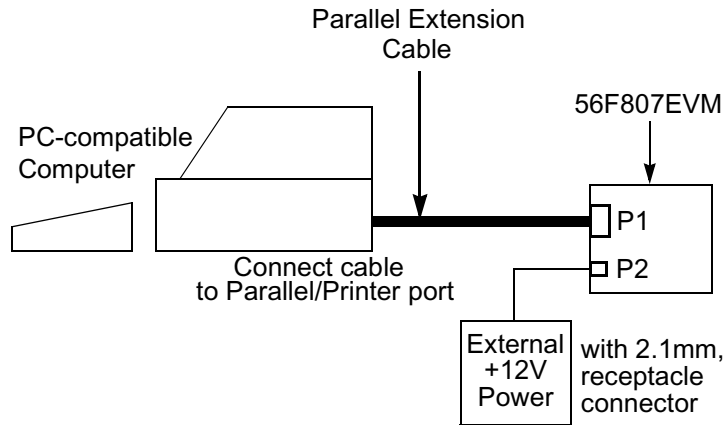 Parallel Extension
Cable
56F807EVM
PC-compatible
Computer
P1
P2
Connect cable
to Parallel/Printer port
External
+12V
Power
with 2.1mm,
receptacle
connector